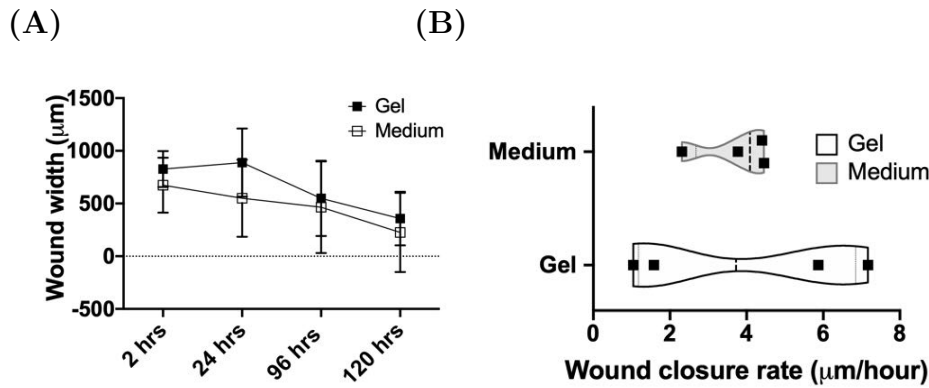 (A)
(B)
Wound width (μm)
1500
1000
500
0
-500
2 hrs
24 hrs
96 hrs
120 hrs
Gel
Medium
Medium
Gel
Gel
Medium
0
2
4
6
8
Wound closure rate (μm/hour)